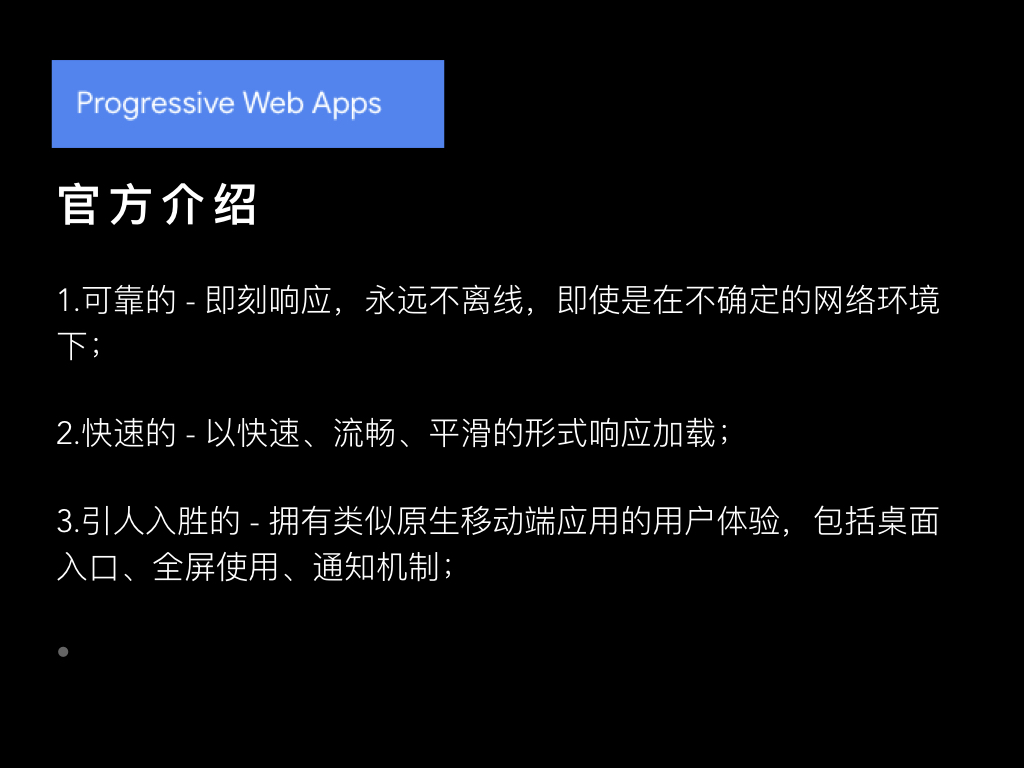 Progressive Web Apps
官方介绍
1.可靠的 - 即刻响应，永远不离线，即使是在不确定的网络环境
下；
2.快速的 - 以快速、流畅、平滑的形式响应加载；
3.引人入胜的 - 拥有类似原生移动端应用的用户体验，包括桌面
入口、全屏使用、通知机制；
•